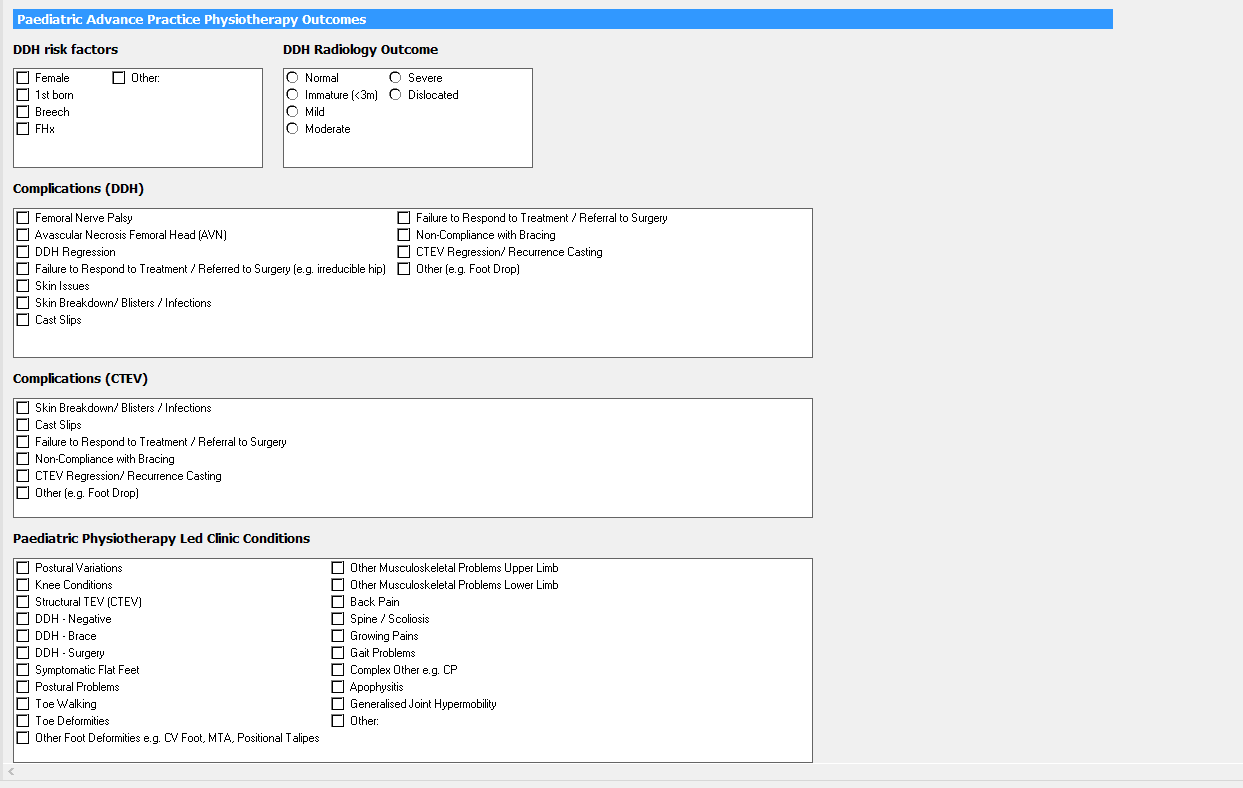 Paediatric Advance Practice Physiotherapy Outcomes
DDH risk factors
Female
1st born
Breech
FHx
Other:
DDH Radiology Outcome
Normal
Immature (<3m)
Mild
Moderate
Severe
Dislocated
Complications (DDH)
Femoral Nerve Palsy
Avascular Necrosis Femoral Head (AVN)
DDH Regression
Failure to Respond to Treatment / Referred to Surgery (e.g. irreducible hip)
Skin Issues
Skin Breakdown/ Blisters / Infections
Cast Slips
Failure to Respond to Treatment / Referral to Surgery
Non-Compliance with Bracing
CTEV Regression/ Recurrence Casting
Other (e.g. Foot Drop)
Complications (CTEV)
Skin Breakdown/ Blisters / Infections
Cast Slips
Failure to Respond to Treatment / Referral to Surgery
Non-Compliance with Bracing
CTEV Regression/ Recurrence Casting
Other (e.g. Foot Drop)
Paediatric Physiotherapy Led Clinic Conditions
Postural Variations
Knee Conditions
Structural TEV (CTEV)
DDH - Negative
DDH - Brace
DDH - Surgery
Symptomatic Flat Feet
Postural Problems
Toe Walking
Toe Deformities
Other Foot Deformities e.g. CV Foot, MTA, Positional Talipes
Other Musculoskeletal Problems Upper Limb
Other Musculoskeletal Problems Lower Limb
Back Pain
Spine / Scoliosis
Growing Pains
Gait Problems
Complex Other e.g. CP
Apophysitis
Generalised Joint Hypermobility
Other: